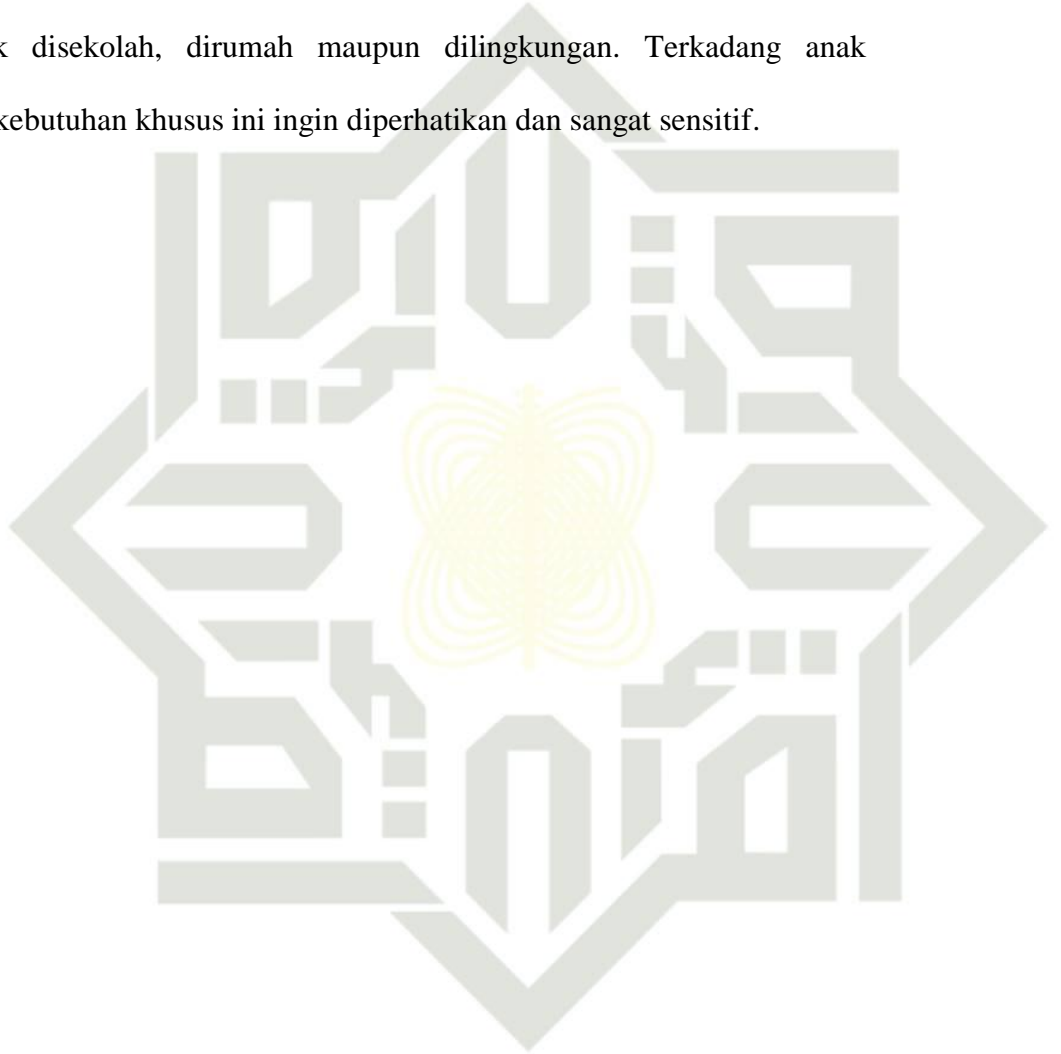 k disekolah, dirumah maupun dilingkungan. Terkadang anak
kebutuhan khusus ini ingin diperhatikan dan sangat sensitif.